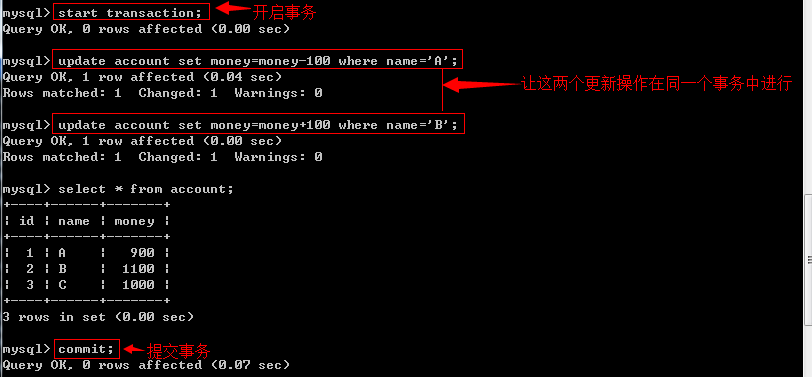 mysql> start transaction; 开启事务
Query OK, 0 rows affected (0.00 sec)
mysql> update account set money=money-100 where name='A';
Query OK, 1 row affected (0.04 sec)
Rows matched: 1  Changed: 1  Warnings: 0
让这两个更新操作在同一个事务中进行
mysql> update account set money=money+100 where name='B';
Query OK, 1 row affected (0.00 sec)
Rows matched: 1  Changed: 1  Warnings: 0
mysql> select * from account;
+----+------+-------+
| id | name | money |
+----+------+-------+
|  1 | A    |   900 |
|  2 | B    |  1100 |
|  3 | C    |  1000 |
+----+------+-------+
3 rows in set (0.00 sec)
mysql> commit; 提交事务
Query OK, 0 rows affected (0.07 sec)